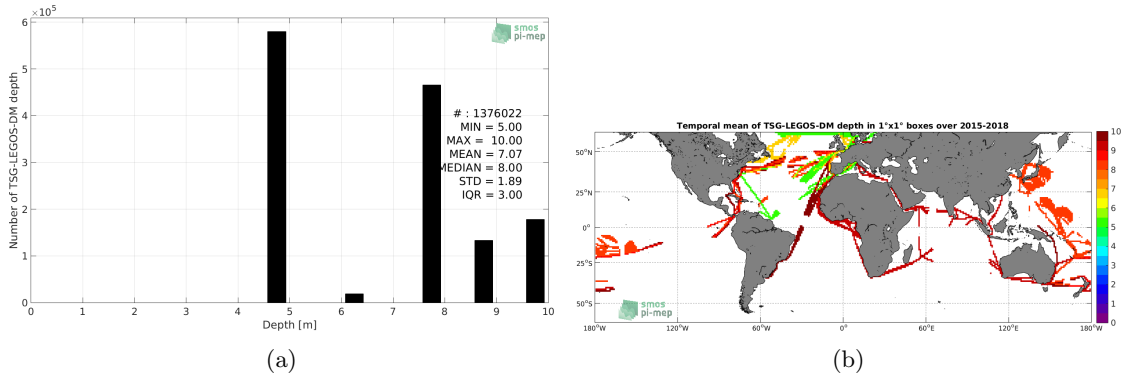 ×10⁵
6
5
4
3
2
1
0
Number of TSG-LEGOS-DM depth
smos
pi-mep
# : 1376022
MIN = 5.00
MAX = 10.00
MEAN = 7.07
MEDIAN = 8.00
STD = 1.89
IQR = 3.00
0 1 2 3 4 5 6 7 8 9 10
Depth [m]
(a)
Temporal mean of TSG-LEGOS-DM depth in 1°x1° boxes over 2015-2018
50°N
25°N
0°
25°S
50°S
smos
pi-mep
180°W 120°W 60°W 0° 60°E 120°E 180°W
10
9
8
7
6
5
4
3
2
1
0
(b)